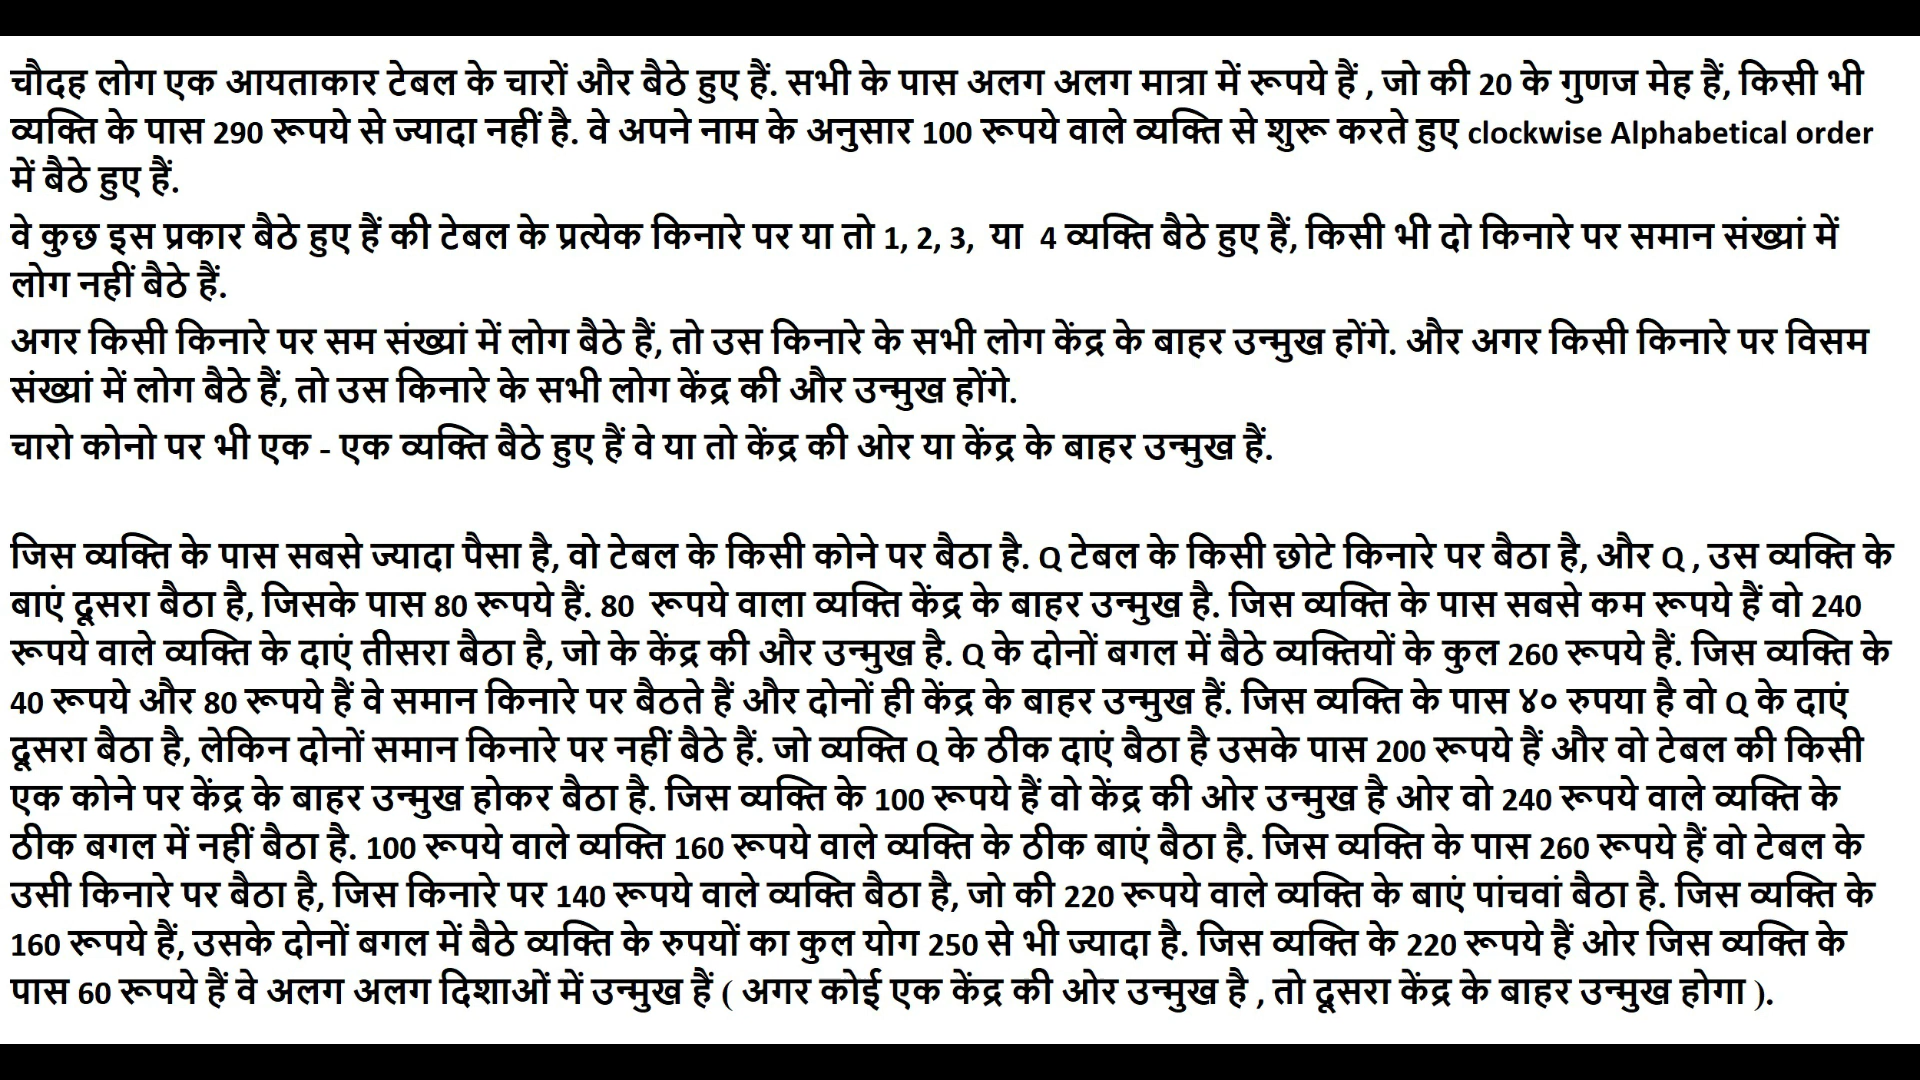 चौदह लोग एक आयताकार टेबल के चारों और बैठे हुए हैं. सभी के पास अलग अलग मात्रा में रूपये हैं , जो की 20 के गुणज मेह हैं, किसी भी
व्यक्ति के पास 290 रूपये से ज्यादा नहीं है. वे अपने नाम के अनुसार 100 रूपये वाले व्यक्ति से शुरू करते हुए clockwise Alphabetical order
में बैठे हुए हैं.
वे कुछ इस प्रकार बैठे हुए हैं की टेबल के प्रत्येक किनारे पर या तो 1, 2, 3, या 4 व्यक्ति बैठे हुए हैं, किसी भी दो किनारे पर समान संख्यां में
लोग नहीं बैठे हैं.
अगर किसी किनारे पर सम संख्यां में लोग बैठे हैं, तो उस किनारे के सभी लोग केंद्र के बाहर उन्मुख होंगे. और अगर किसी किनारे पर विसम
संख्यां में लोग बैठे हैं, तो उस किनारे के सभी लोग केंद्र की और उन्मुख होंगे.
चारो कोनो पर भी एक - एक व्यक्ति बैठे हुए हैं वे या तो केंद्र की ओर या केंद्र के बाहर उन्मुख हैं.
जिस व्यक्ति के पास सबसे ज्यादा पैसा है, वो टेबल के किसी कोने पर बैठा है. Q टेबल के किसी छोटे किनारे पर बैठा है, और Q , उस व्यक्ति के
बाएं दूसरा बैठा है, जिसके पास 80 रूपये हैं. 80 रूपये वाला व्यक्ति केंद्र के बाहर उन्मुख है. जिस व्यक्ति के पास सबसे कम रूपये हैं वो 240
रूपये वाले व्यक्ति के दाएं तीसरा बैठा है, जो के केंद्र की और उन्मुख है. Q के दोनों बगल में बैठे व्यक्तियों के कुल 260 रूपये हैं. जिस व्यक्ति के
40 रूपये और 80 रूपये हैं वे समान किनारे पर बैठते हैं और दोनों ही केंद्र के बाहर उन्मुख हैं. जिस व्यक्ति के पास ४० रुपया है वो Q के दाएं
दूसरा बैठा है, लेकिन दोनों समान किनारे पर नहीं बैठे हैं. जो व्यक्ति Q के ठीक दाएं बैठा है उसके पास 200 रूपये हैं और वो टेबल की किसी
एक कोने पर केंद्र के बाहर उन्मुख होकर बैठा है. जिस व्यक्ति के 100 रूपये हैं वो केंद्र की ओर उन्मुख है ओर वो 240 रूपये वाले व्यक्ति के
ठीक बगल में नहीं बैठा है. 100 रूपये वाले व्यक्ति 160 रूपये वाले व्यक्ति के ठीक बाएं बैठा है. जिस व्यक्ति के पास 260 रूपये हैं वो टेबल के
उसी किनारे पर बैठा है, जिस किनारे पर 140 रूपये वाले व्यक्ति बैठा है, जो की 220 रूपये वाले व्यक्ति के बाएं पांचवां बैठा है. जिस व्यक्ति के
160 रूपये हैं, उसके दोनों बगल में बैठे व्यक्ति के रुपयों का कुल योग 250 से भी ज्यादा है. जिस व्यक्ति के 220 रूपये हैं ओर जिस व्यक्ति के
पास 60 रूपये हैं वे अलग अलग दिशाओं में उन्मुख हैं ( अगर कोई एक केंद्र की ओर उन्मुख है , तो दूसरा केंद्र के बाहर उन्मुख होगा ).